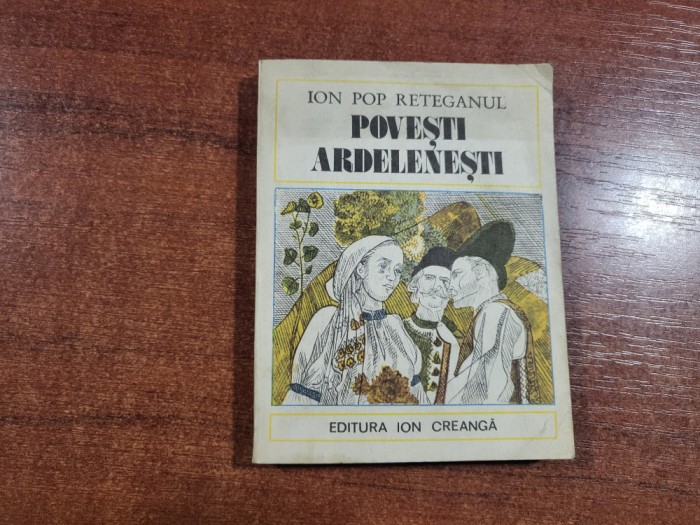 ION POP RETEGANUL
POVEȘTI
ARDELENEȘTI
EDITURA ION CREANGĂ